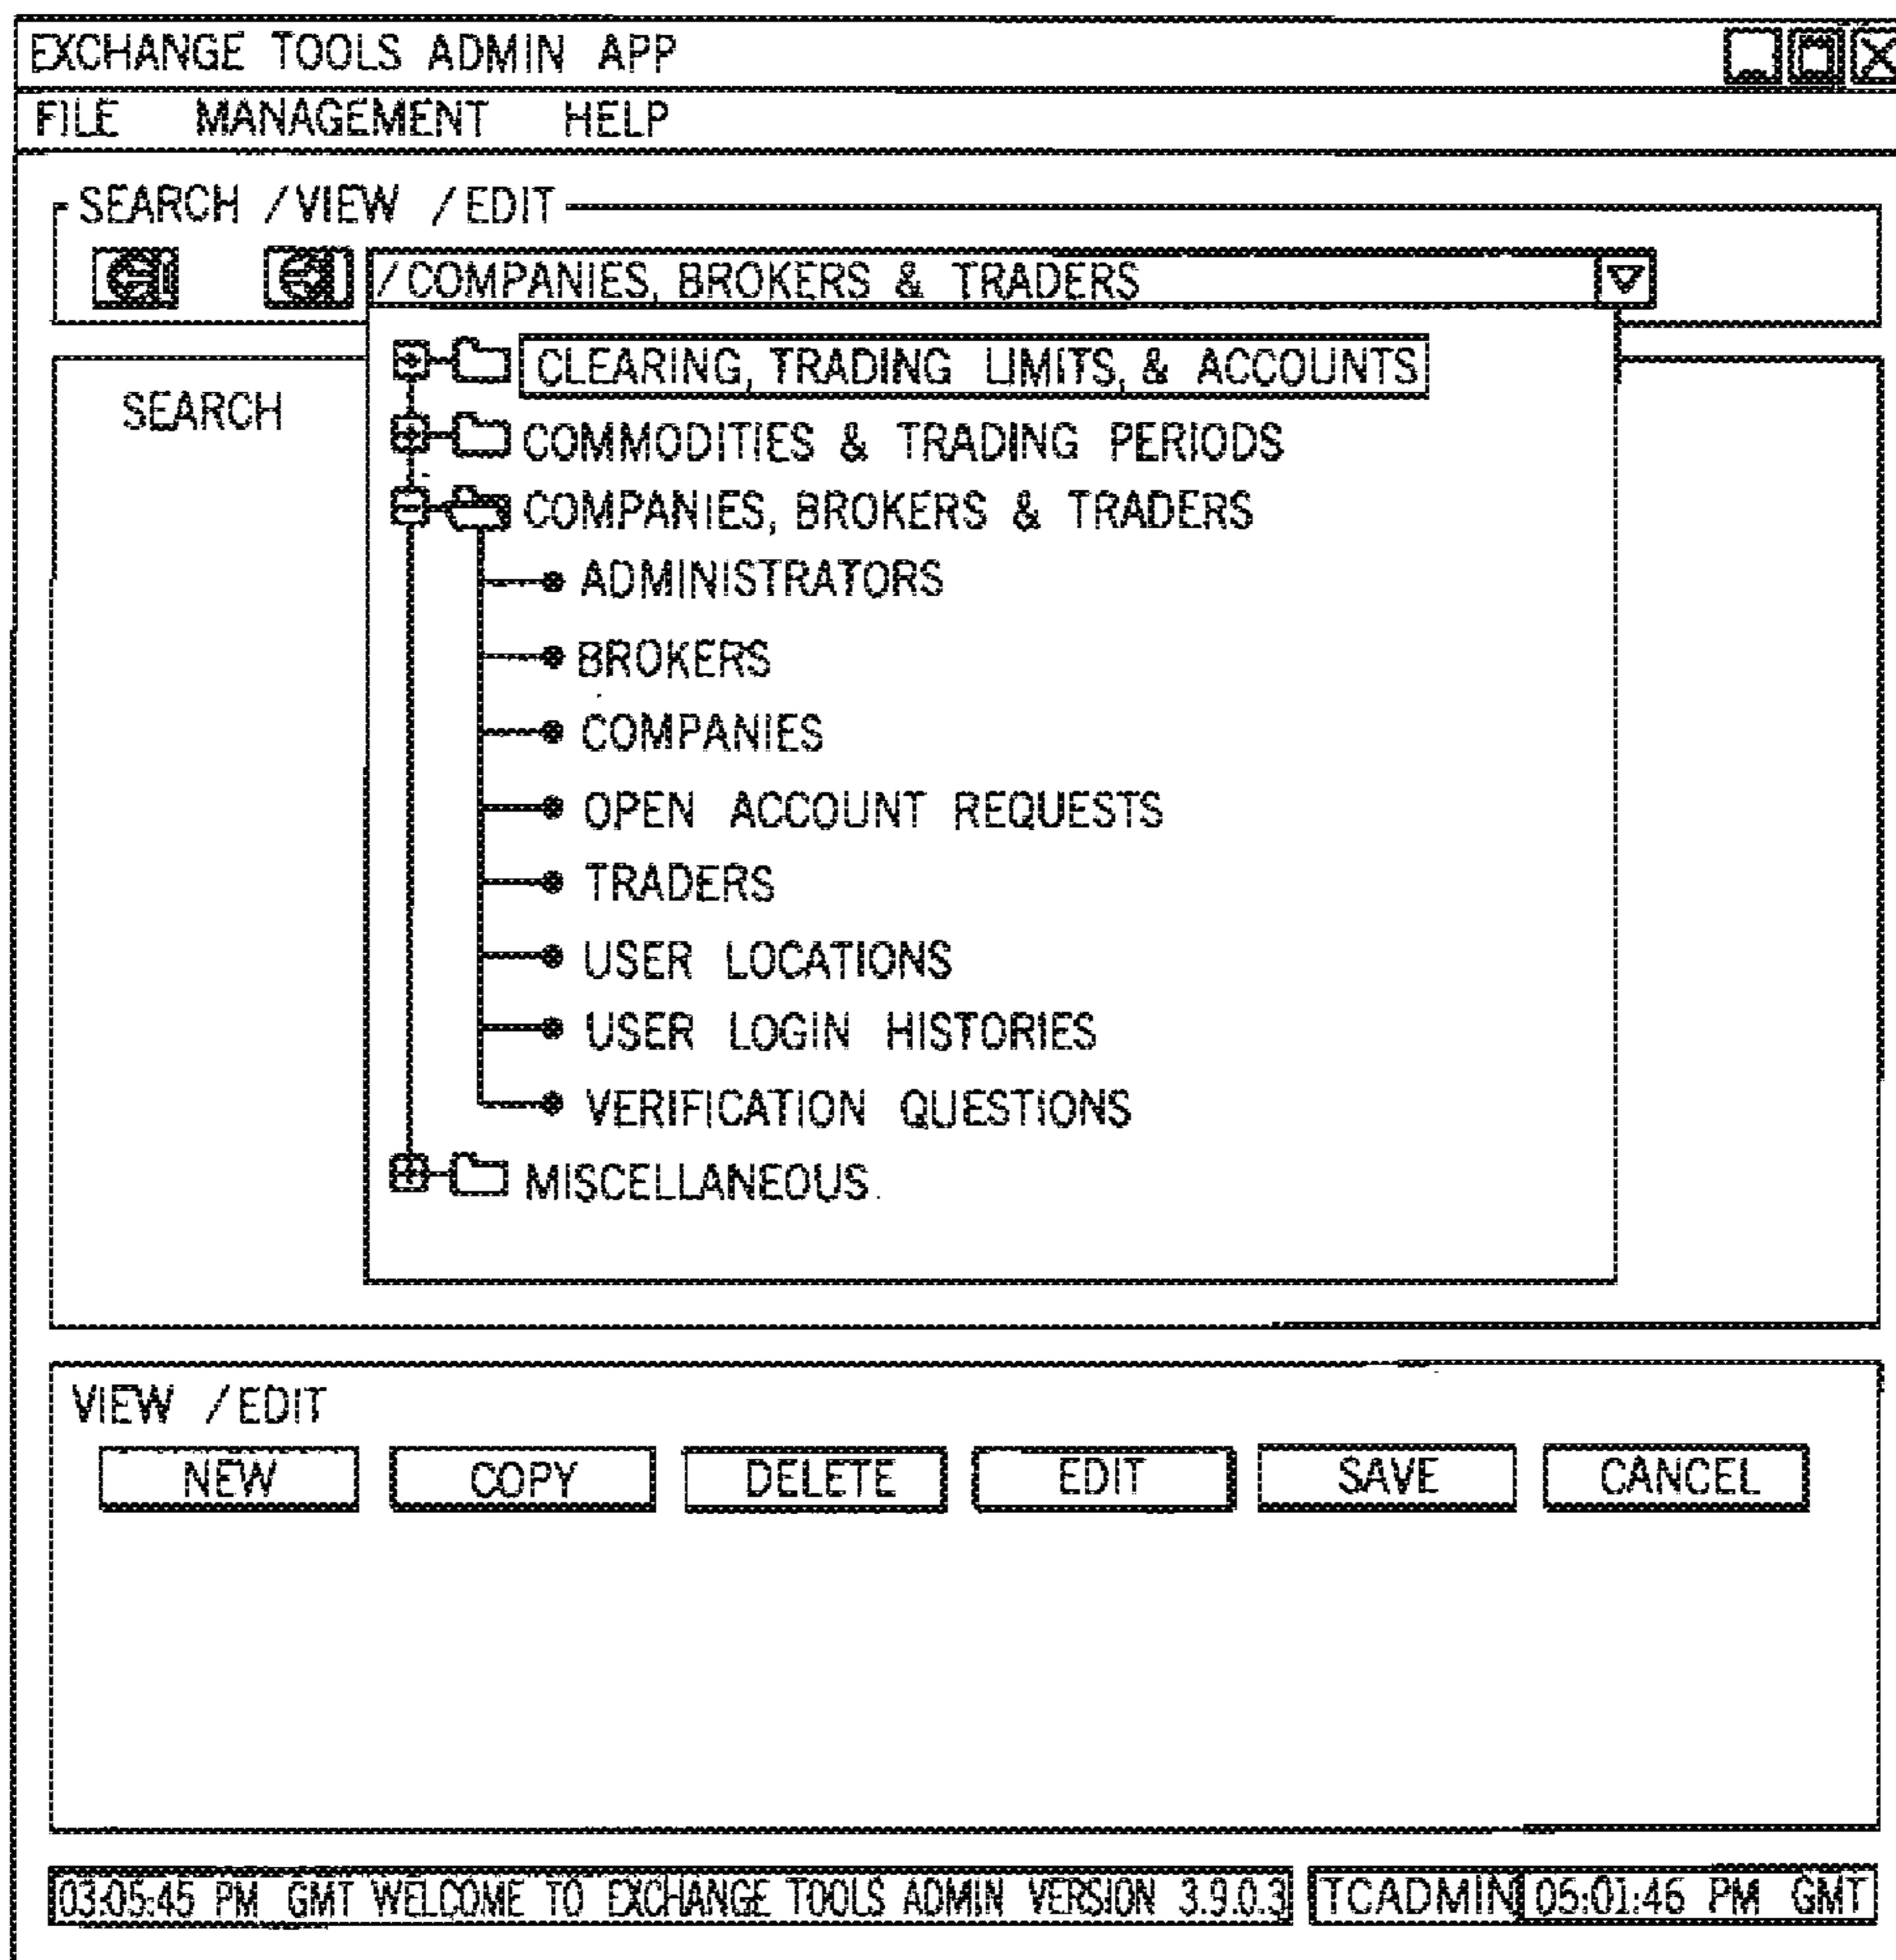 EXCHANGE TOOLS ADMIN APP
FILE MANAGEMENT HELP
SEARCH /VIEW /EDIT
/COMPANIES, BROKERS & TRADERS
CLEARING, TRADING LIMITS, & ACCOUNTS
SEARCH
COMMODITIES & TRADING PERIODS
COMPANIES, BROKERS & TRADERS
ADMINISTRATORS
BROKERS
COMPANIES
OPEN ACCOUNT REQUESTS
TRADERS
USER LOCATIONS
USER LOGIN HISTORIES
VERIFICATION QUESTIONS
MISCELLANEOUS
VIEW /EDIT
NEW COPY DELETE EDIT SAVE CANCEL
03:05:45 PM GMT WELCOME TO EXCHANGE TOOLS ADMIN VERSION 3.9.0.3 TCADMIN 05:01:46 PM GMT